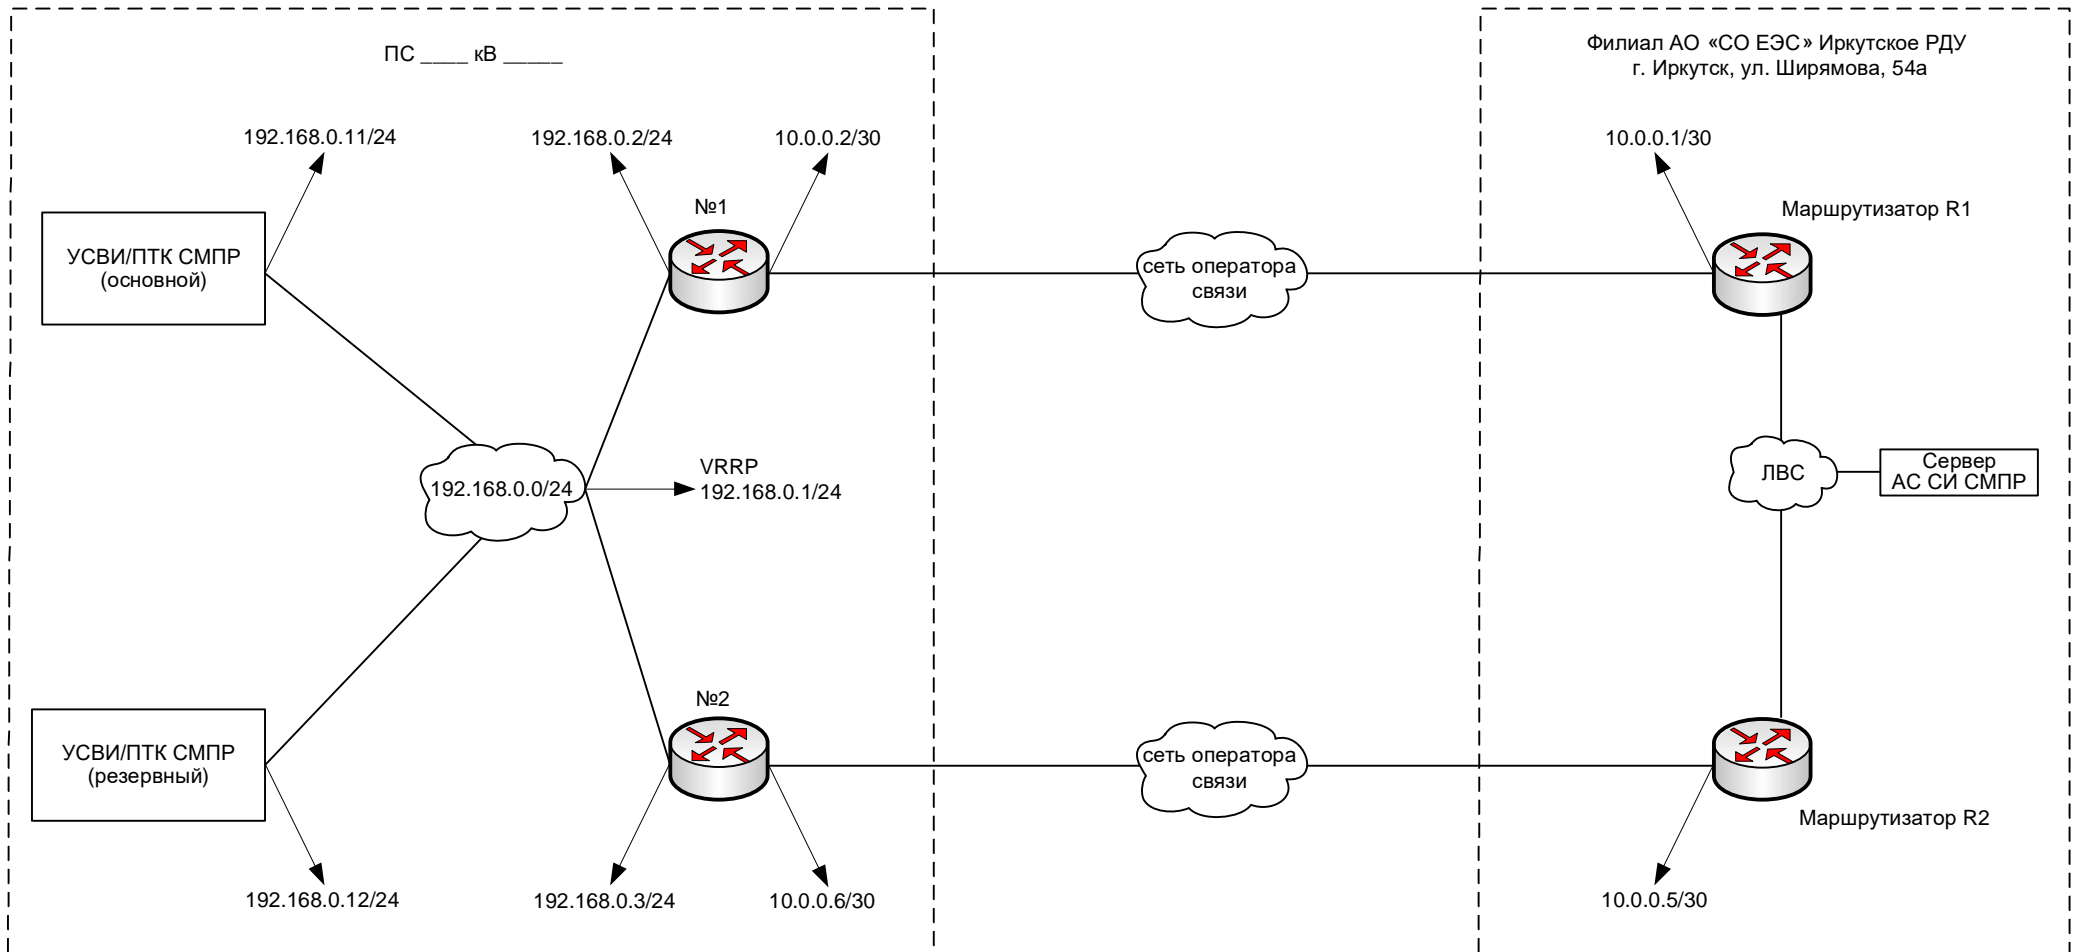 ПС ____ кВ _____
Филиал АО «СО ЕЭС» Иркутское РДУ
г. Иркутск, ул. Ширямова, 54а
192.168.0.11/24
192.168.0.2/24
10.0.0.2/30
10.0.0.1/30
№1
Маршрутизатор R1
УСВИ/ПТК СМПР
(основной)
сеть оператора
связи
VRRP
192.168.0.1/24
192.168.0.0/24
ЛВС
Сервер
АС СИ СМПР
№2
УСВИ/ПТК СМПР
(резервный)
сеть оператора
связи
Маршрутизатор R2
192.168.0.12/24
192.168.0.3/24
10.0.0.6/30
10.0.0.5/30